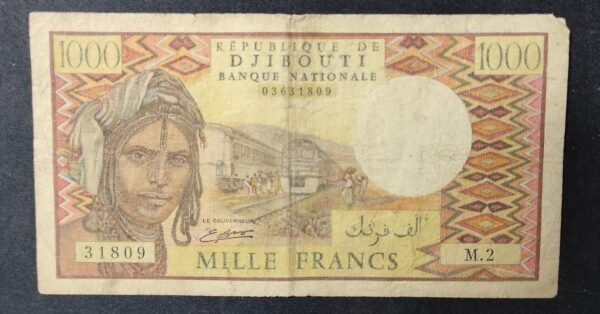 1000
RÉPUBLIQUE DE
DJIBOUTI
BANQUE NATIONALE
03631809
1000
LE GOUVERNEUR
ألف فرنك
31809
MILLE FRANCS
M.2